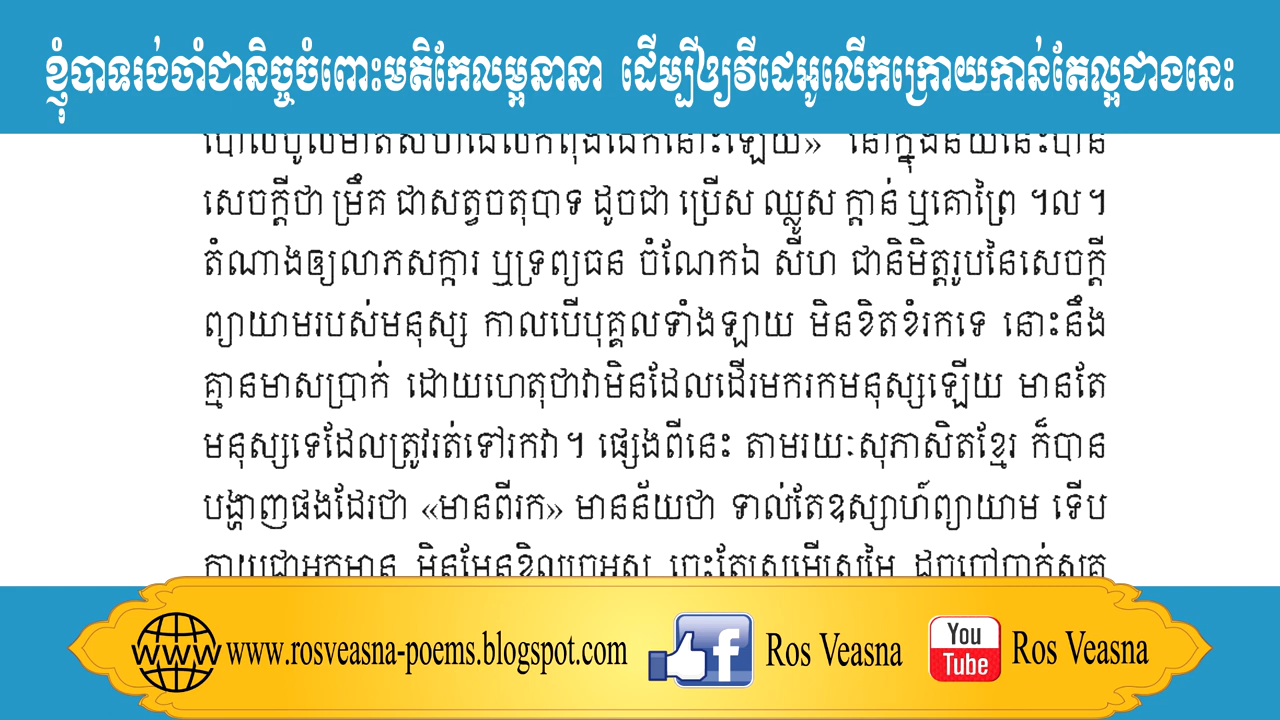 ខ្ញុំបាទរង់ចាំជានិច្ចចំពោះមតិកែលម្អនានា ដើម្បីឲ្យវីដេអូលើកក្រោយកាន់តែល្អជាងនេះ
សេចក្ដីថា ម្រឹគ ជាសត្វចតុបាទ ដូចជា ប្រើស ឈ្លូស ក្ដាន់ ឬគោព្រៃ ។ល។
តំណាងឲ្យលាភសក្ការ ឬទ្រព្យធន ចំណែកឯ សីហ ជានិមិត្តរូបនៃសេចក្ដី
ព្យាយាមរបស់មនុស្ស កាលបើបុគ្គលទាំងឡាយ មិនខិតខំរកទេ នោះនឹង
គ្មានមាសប្រាក់ ដោយហេតុថាវាមិនដែលដើរមករកមនុស្សឡើយ មានតែ
មនុស្សទេដែលត្រូវរត់ទៅរកវា។ ផ្សេងពីនេះ តាមរយៈសុភាសិតខ្មែរ ក៏បាន
បង្ហាញផងដែរថា «មានពីរក» មានន័យថា ទាល់តែឧស្សាហ៍ព្យាយាម ទើប
www.rosveasna-poems.blogspot.com
Ros Veasna
You Tube
Ros Veasna